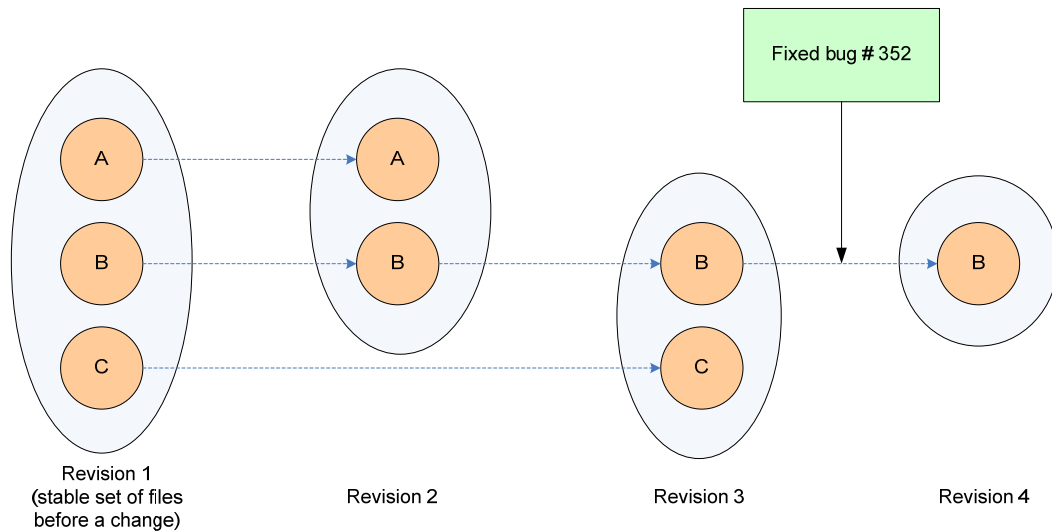 Fixed bug # 352
A
A
B
B
B
B
C
C
Revision 1
(stable set of files
before a change)
Revision 2
Revision 3
Revision 4